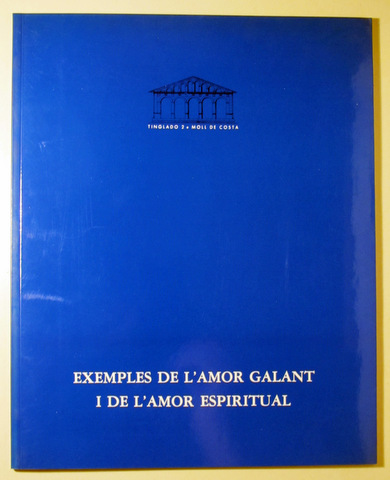 TINGLADO 2 • MOLL DE COSTA
EXEMPLES DE L'AMOR GALANT
I DE L'AMOR ESPIRITUAL